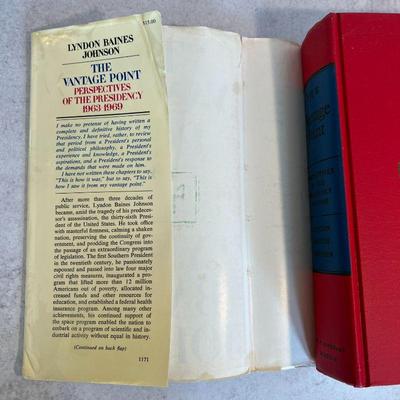 $15.00
LYNDON BAINES
JOHNSON
THE
VANTAGE POINT
PERSPECTIVES
OF THE PRESIDENCY
1963-1969
I make no pretense of having written a
complete and definitive history of my
Presidency. I have tried, rather, to review
that period from a President's personal
and political philosophy, a President's
experience and knowledge, a President's
aspirations, and a President's response to
the demands that were made on him.
I have not written these chapters to say,
"This is how it was," but to say, "This is
how I saw it from my vantage point."
After more than three decades of
public service, Lyndon Baines Johnson
became, amid the tragedy of his predeces-
sor's assassination, the thirty-sixth Presi-
dent of the United States. He took office
with masterful firmness, calming a shaken
nation, preserving the continuity of govern-
ment, and prodding the Congress into
the passage of an extraordinary program
of legislation. The first Southern President
in the twentieth century, he passionately
espoused and passed into law four major
civil rights measures, inaugurated a pro-
gram that lifted more than 12 million
Americans out of poverty, allocated in-
creased funds and other resources for
education, and established a federal health
insurance program. Among many other
achievements, his continued support of
the space program enabled the nation to
embark on a program of scientific and in-
dustrial activity without equal in history.
(Continued on back flap)
1171